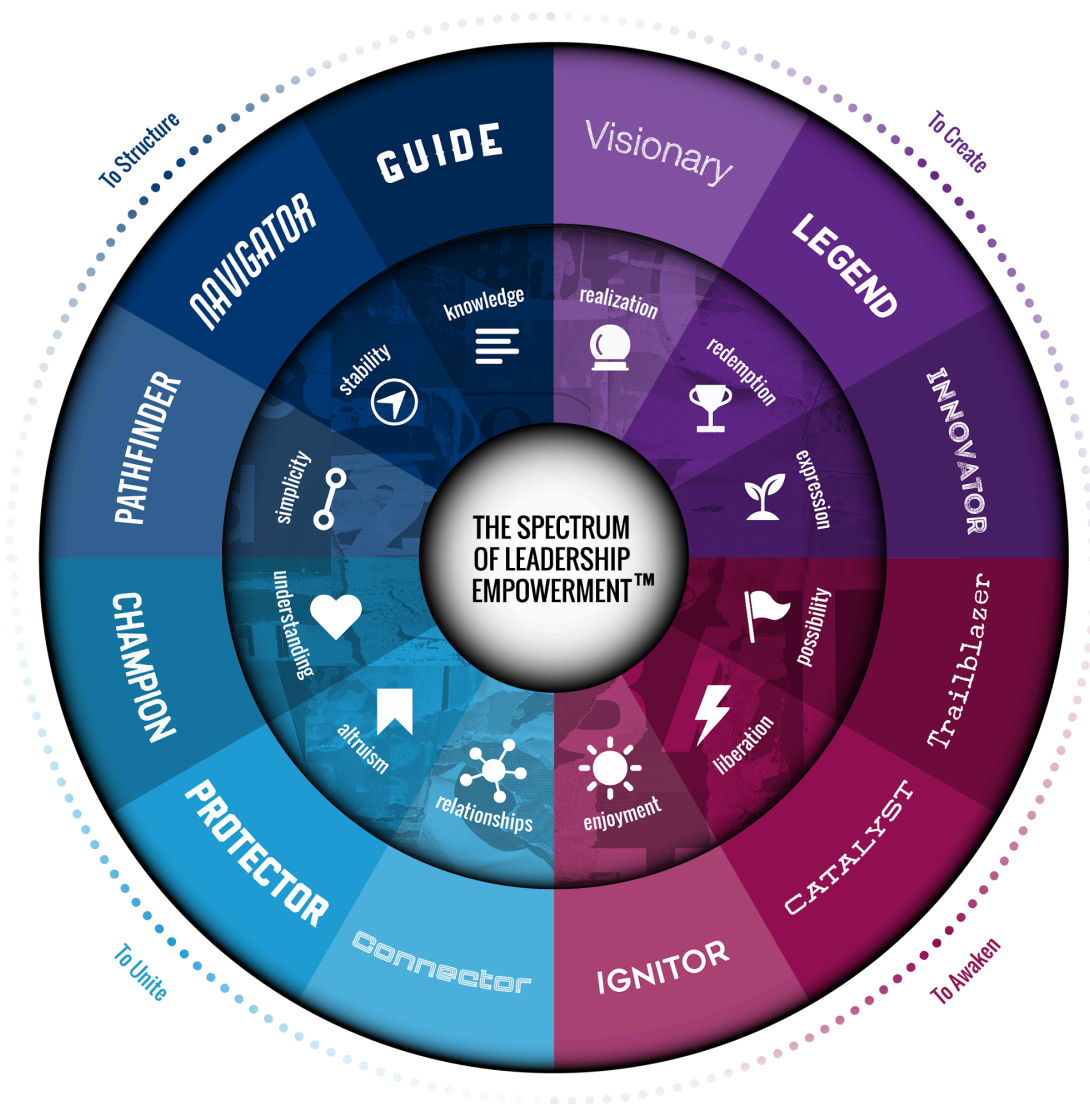 To Structure
To Create
GUIDE
Visionary
LEGEND
INNOVATOR
Trailblazer
CATALYST
IGNITOR
connector
PROTECTOR
CHAMPION
PATHFINDER
NAVIGATOR
knowledge
realization
redemption
expression
possibility
liberation
enjoyment
relationships
altruism
understanding
simplicity
stability
THE SPECTRUM
OF LEADERSHIP
EMPOWERMENT™
To Unite
To Awaken